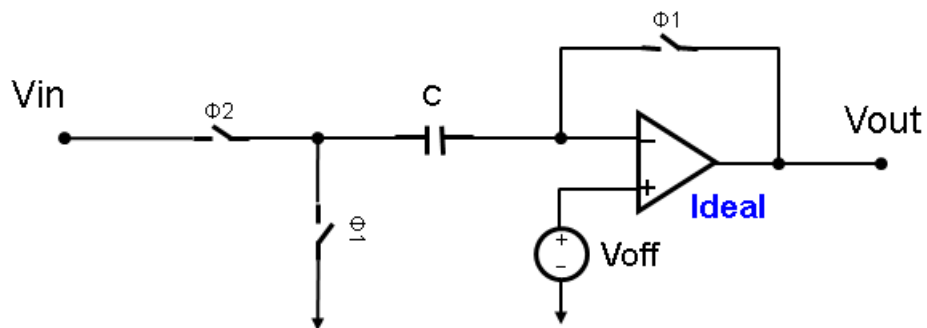 Φ1
Vin
Φ2
C
Vout
−
+
Ideal
Φ1
+
−
Voff